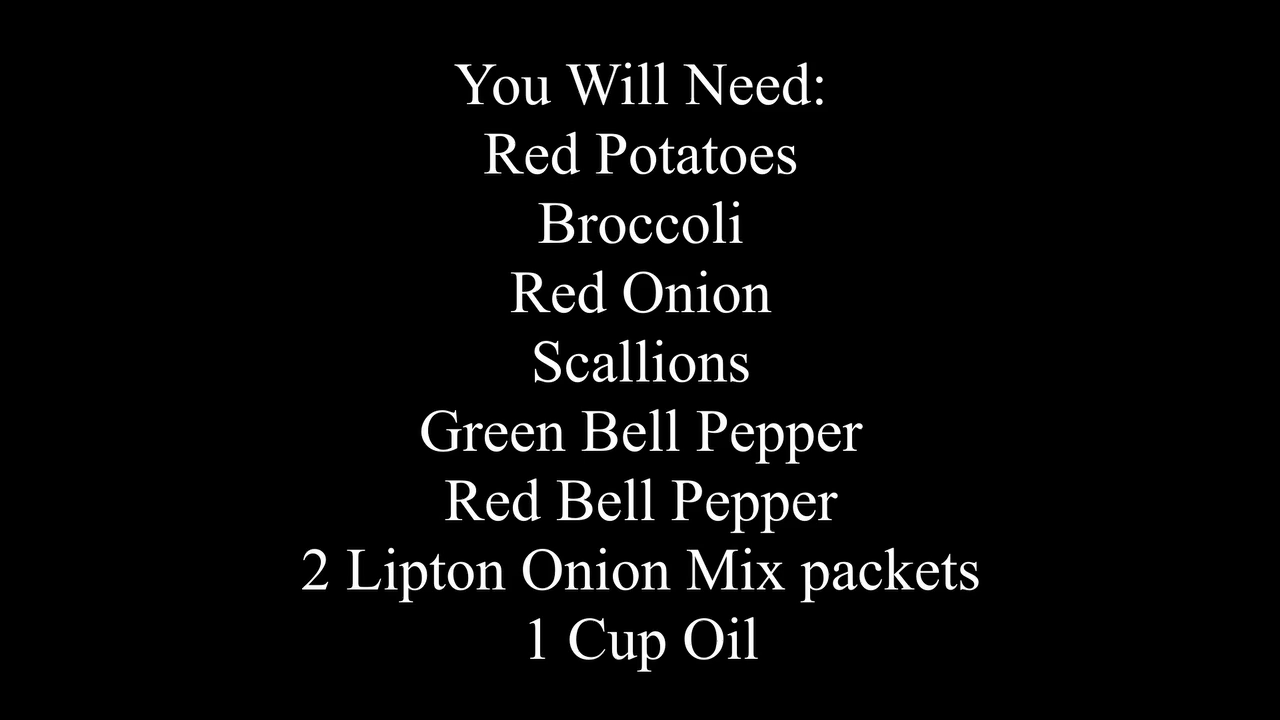 You Will Need:
Red Potatoes
Broccoli
Red Onion
Scallions
Green Bell Pepper
Red Bell Pepper
2 Lipton Onion Mix packets
1 Cup Oil